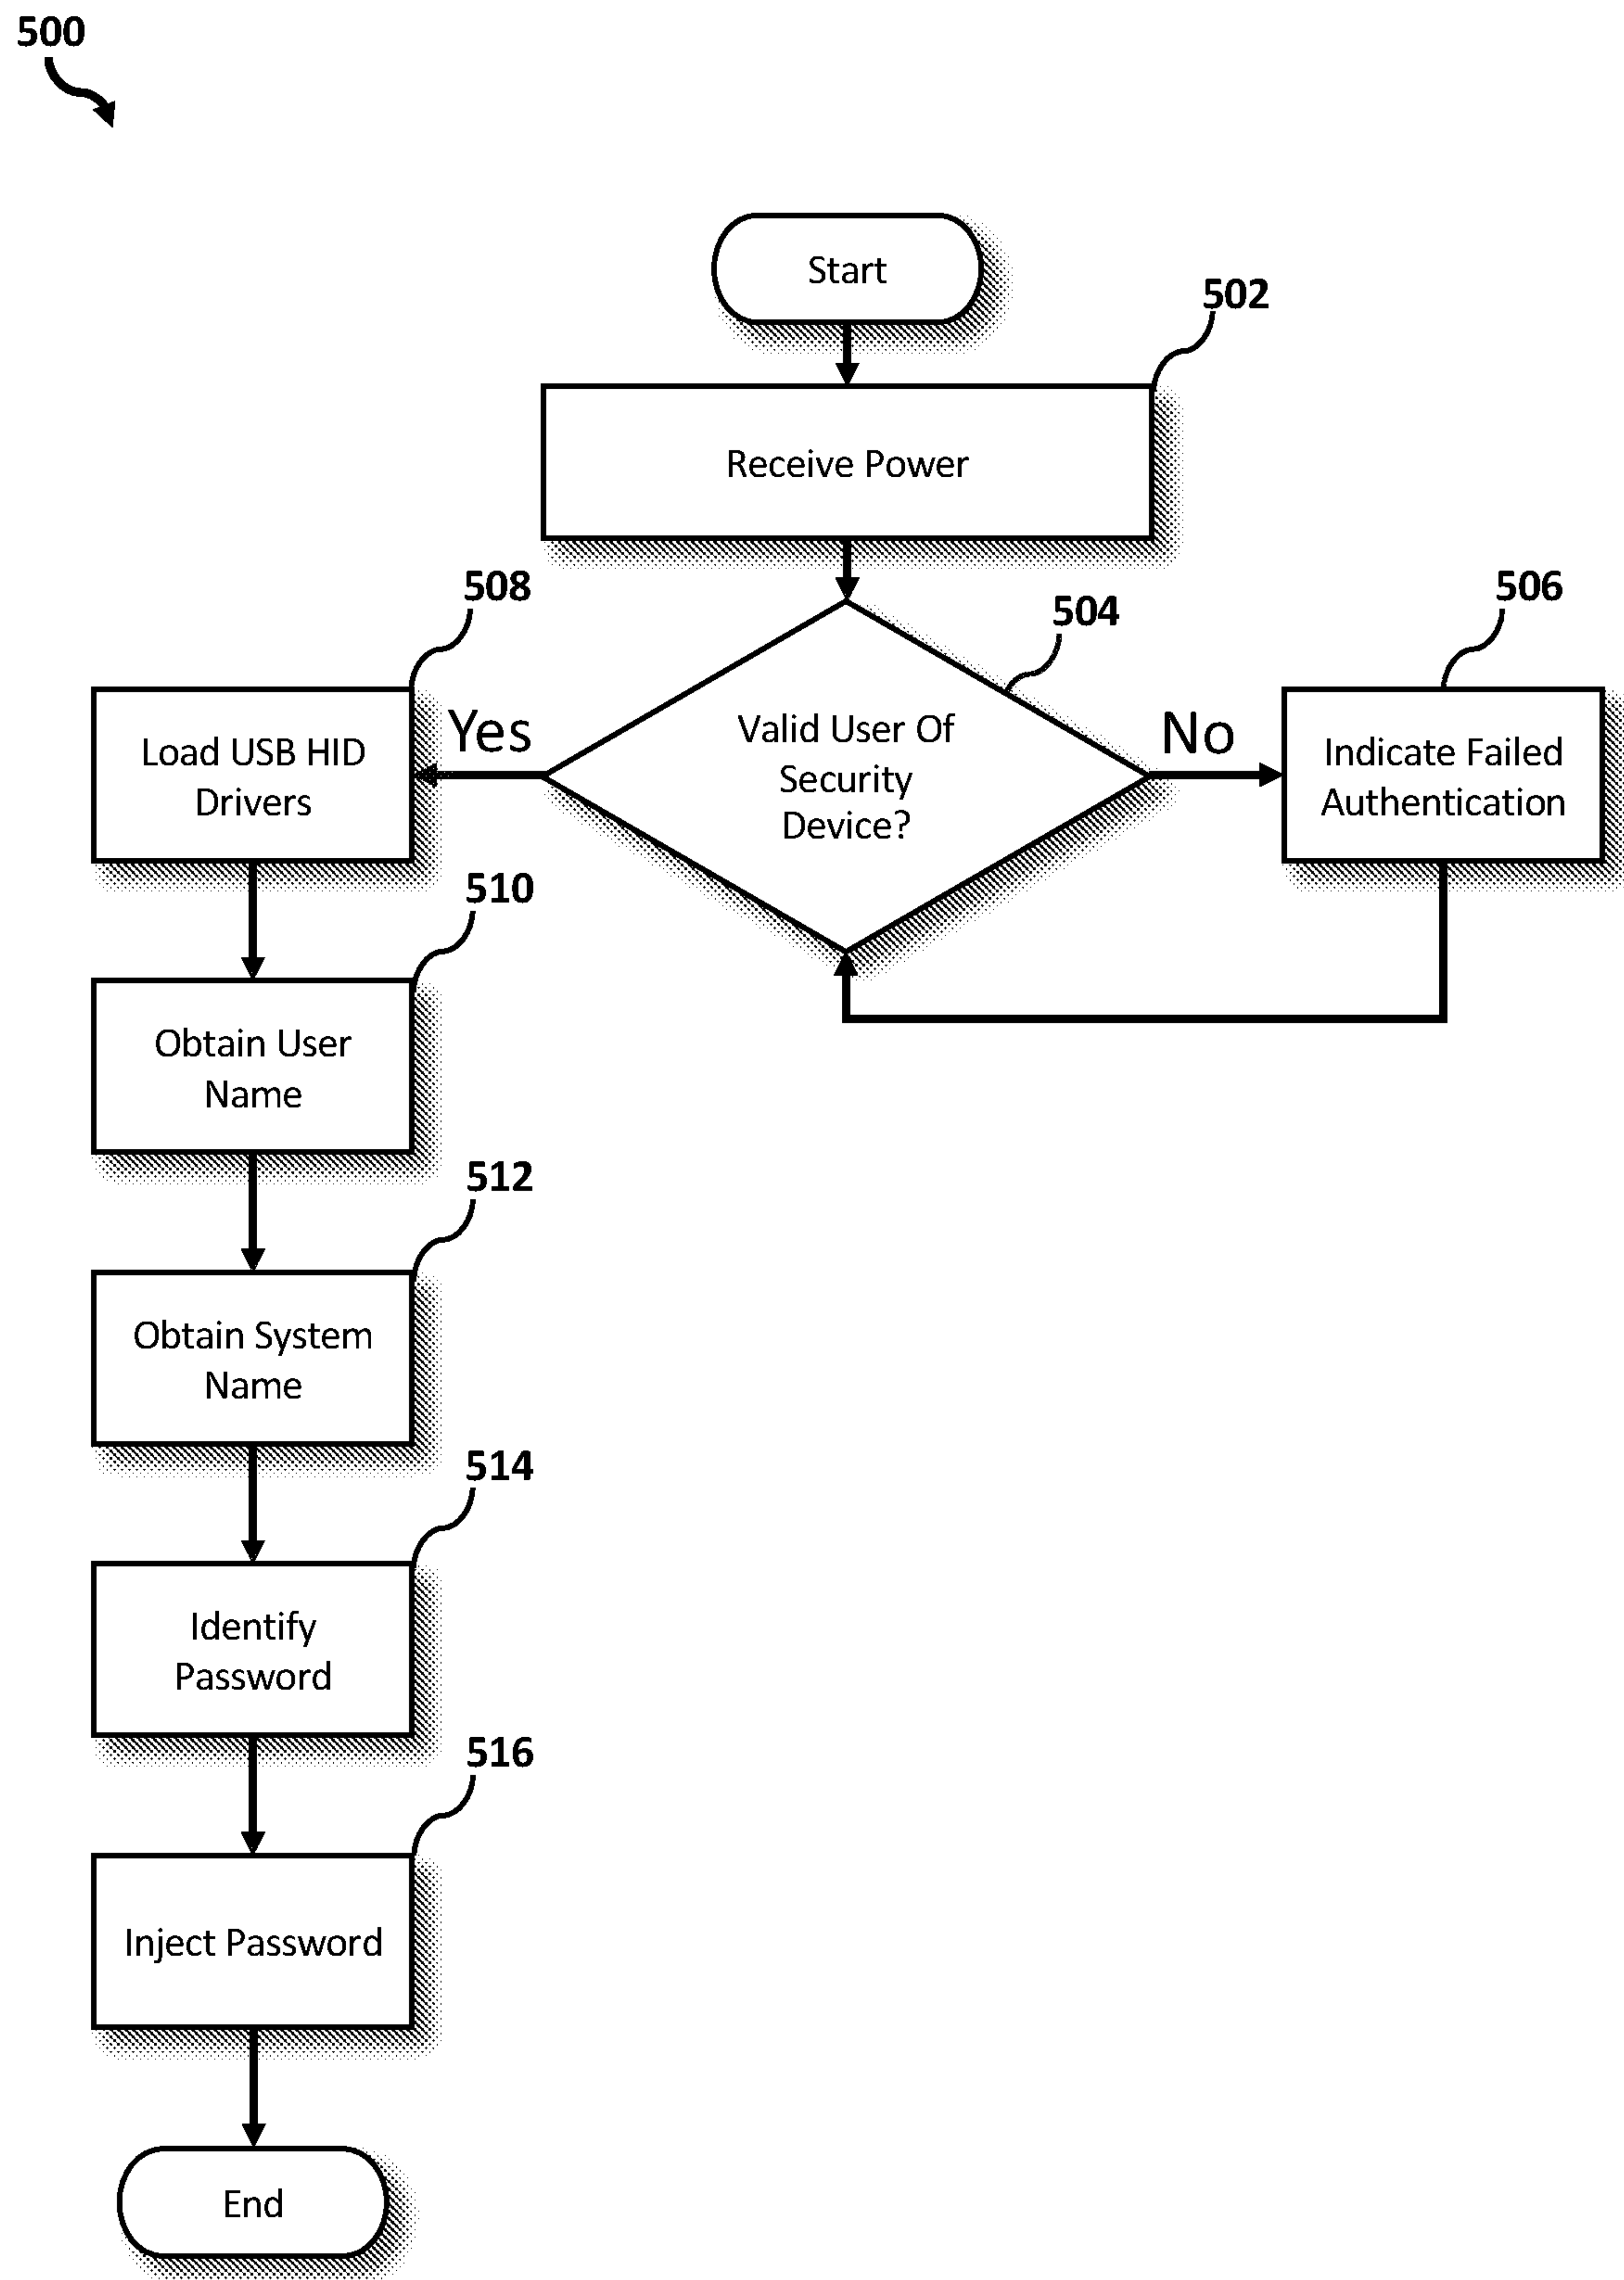 500
Start
502
Receive Power
508
504
506
Load USB HID
Drivers
Yes
Valid User Of
Security
Device?
No
Indicate Failed
Authentication
510
Obtain User
Name
512
Obtain System
Name
514
Identify
Password
516
Inject Password
End